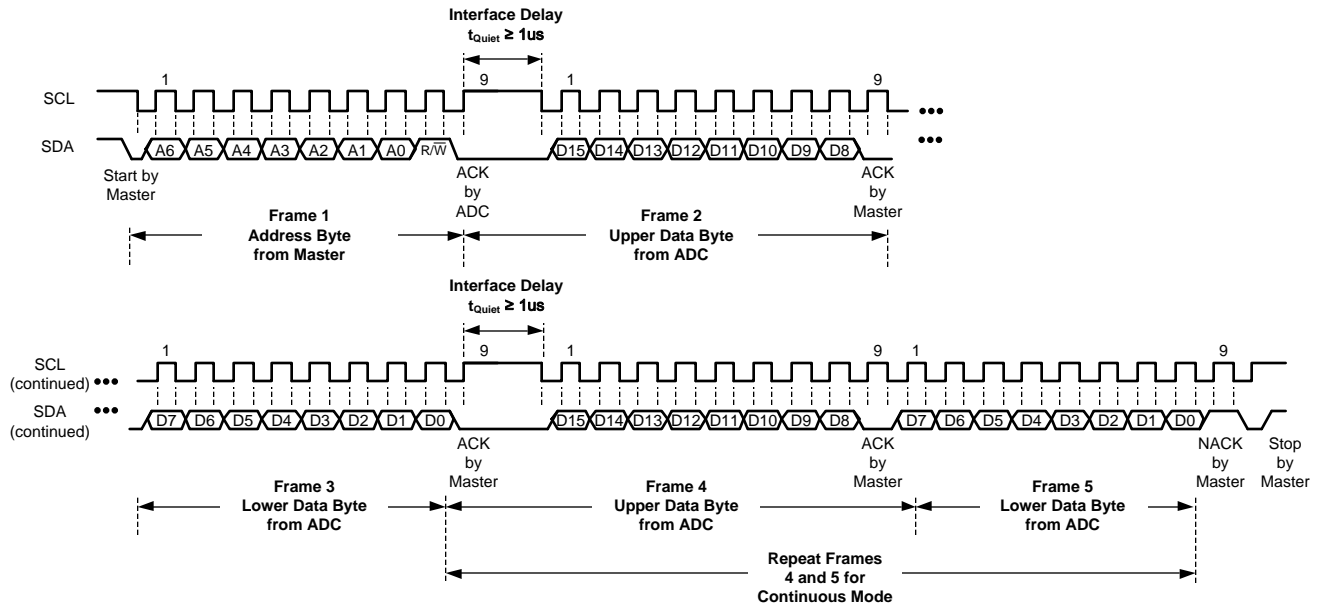 Interface Delay
tQuiet ≥ 1us
1 9 1 9
SCL
SDA
A6 A5 A4 A3 A2 A1 A0 R/W̅ D15 D14 D13 D12 D11 D10 D9 D8
•••
•••
Start by
Master
ACK
by
ADC
ACK
by
Master
Frame 1
Address Byte
from Master
Frame 2
Upper Data Byte
from ADC
Interface Delay
tQuiet ≥ 1us
1 9 1 9 1 9
SCL
(continued) •••
SDA •••
(continued)
D7 D6 D5 D4 D3 D2 D1 D0 D15 D14 D13 D12 D11 D10 D9 D8 D7 D6 D5 D4 D3 D2 D1 D0
ACK
by
Master
ACK
by
Master
NACK
by
Master
Stop
by
Master
Frame 3
Lower Data Byte
from ADC
Frame 4
Upper Data Byte
from ADC
Frame 5
Lower Data Byte
from ADC
Repeat Frames
4 and 5 for
Continuous Mode